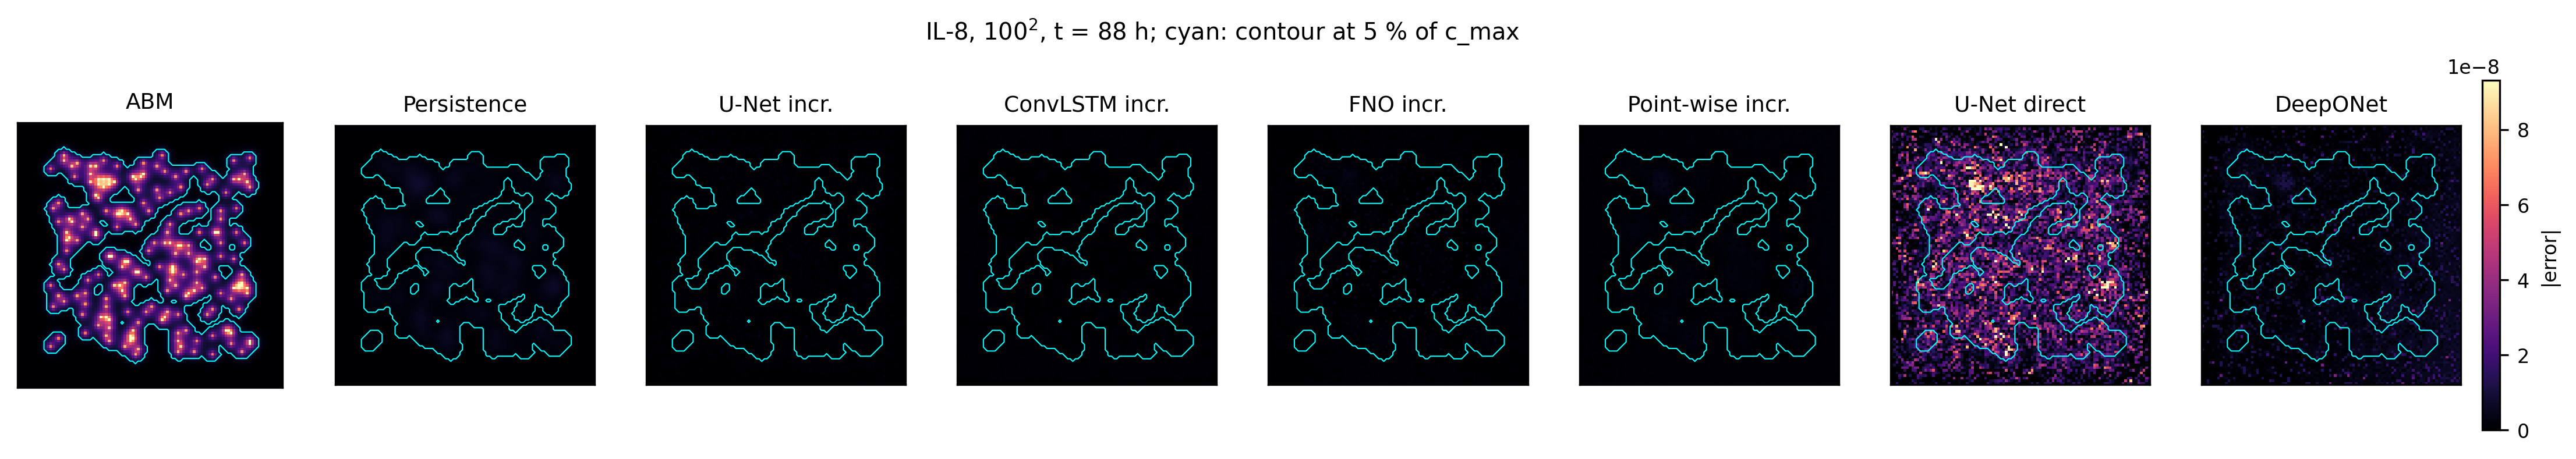 IL-8, 100², t = 88 h; cyan: contour at 5 % of c_max
ABM
Persistence
U-Net incr.
ConvLSTM incr.
FNO incr.
Point-wise incr.
U-Net direct
DeepONet
1e−8
8
6
4
2
0
|error|